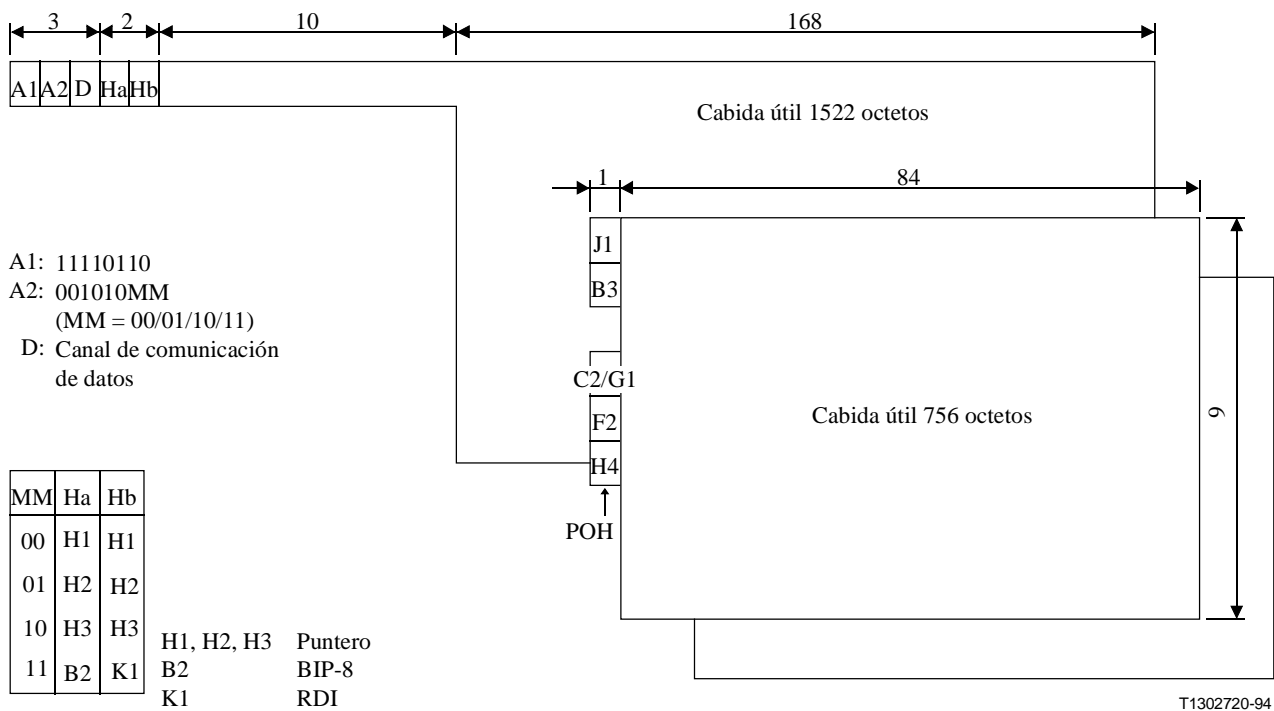 3 2 10 168
A1 A2 D Ha Hb
Cabida útil 1522 octetos
1 84
J1
B3
A1: 11110110
A2: 001010MM
(MM = 00/01/10/11)
D: Canal de comunicación
de datos
C2/G1
F2
H4
POH
Cabida útil 756 octetos
9
MM Ha Hb
00 H1 H1
01 H2 H2
10 H3 H3
11 B2 K1
H1, H2, H3 Puntero
B2 BIP-8
K1 RDI
T1302720-94